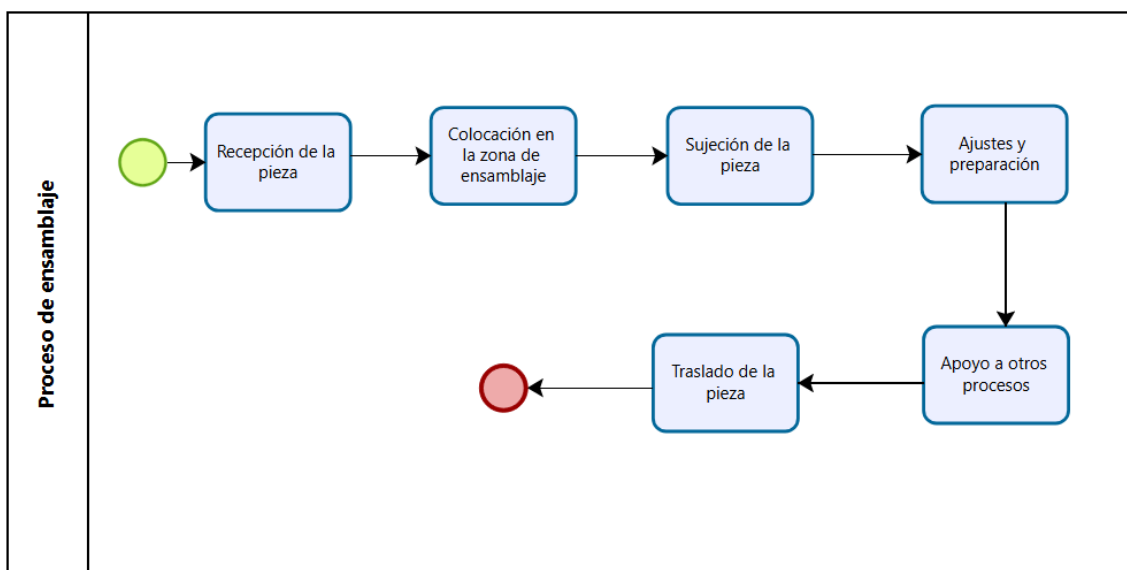 Proceso de ensamblaje
Recepción de la
pieza
Colocación en
la zona de
ensamblaje
Sujeción de la
pieza
Ajustes y
preparación
Apoyo a otros
procesos
Traslado de la
pieza